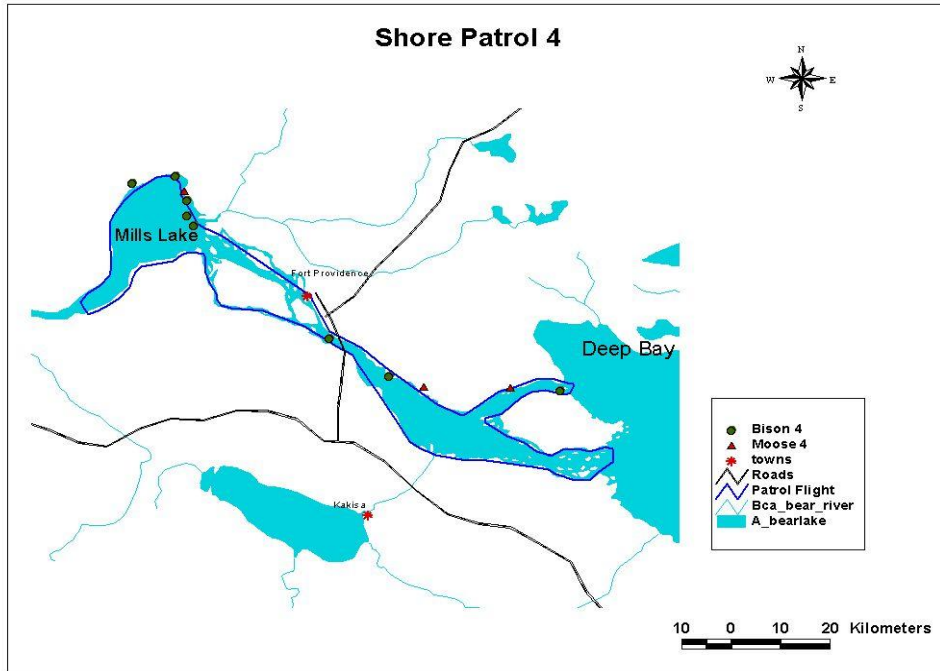 Shore Patrol 4
N
W E
S
Mills Lake
Fort Providence
Deep Bay
Kakisa
Bison 4
Moose 4
towns
Roads
Patrol Flight
Bca_bear_river
A_bearlake
10 0 10 20 Kilometers